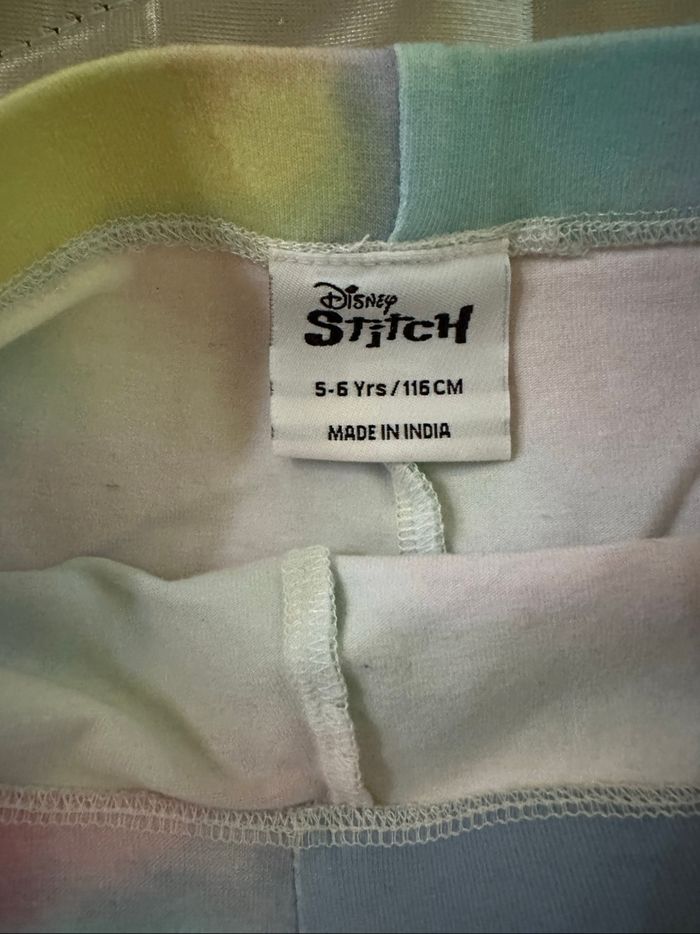 Disney
Stitch
5-6 Yrs / 116 CM
MADE IN INDIA